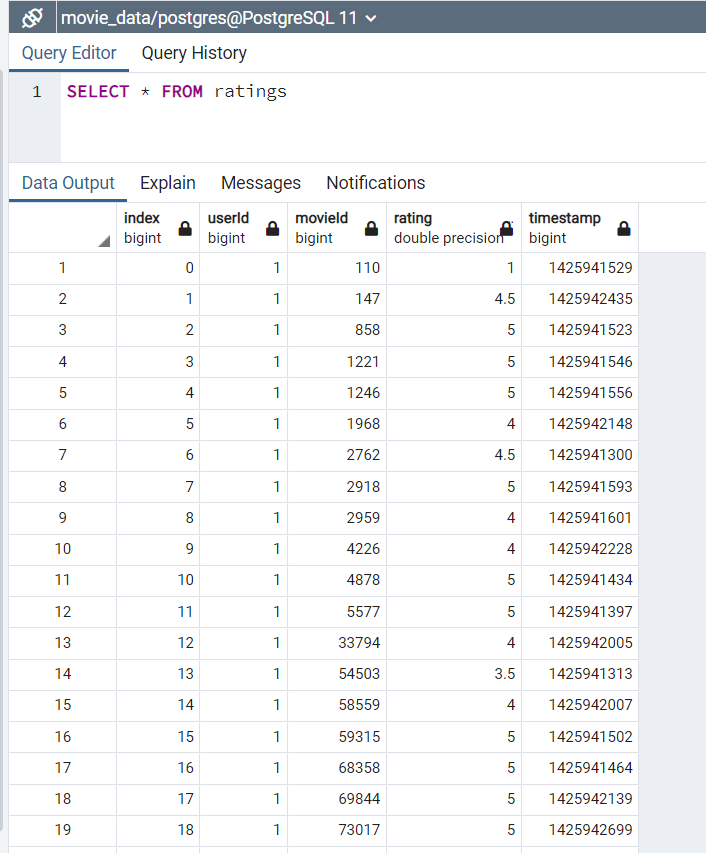 movie_data/postgres@PostgreSQL 11
Query Editor Query History
1 SELECT * FROM ratings
Data Output Explain Messages Notifications
index userId movieId rating timestamp
bigint bigint bigint double precision bigint
1 0 1 110 1 1425941529
2 1 1 147 4.5 1425942435
3 2 1 858 5 1425941523
4 3 1 1221 5 1425941546
5 4 1 1246 5 1425941556
6 5 1 1968 4 1425942148
7 6 1 2762 4.5 1425941300
8 7 1 2918 5 1425941593
9 8 1 2959 4 1425941601
10 9 1 4226 4 1425942228
11 10 1 4878 5 1425941434
12 11 1 5577 5 1425941397
13 12 1 33794 4 1425942005
14 13 1 54503 3.5 1425941313
15 14 1 58559 4 1425942007
16 15 1 59315 5 1425941502
17 16 1 68358 5 1425941464
18 17 1 69844 5 1425942139
19 18 1 73017 5 1425942699